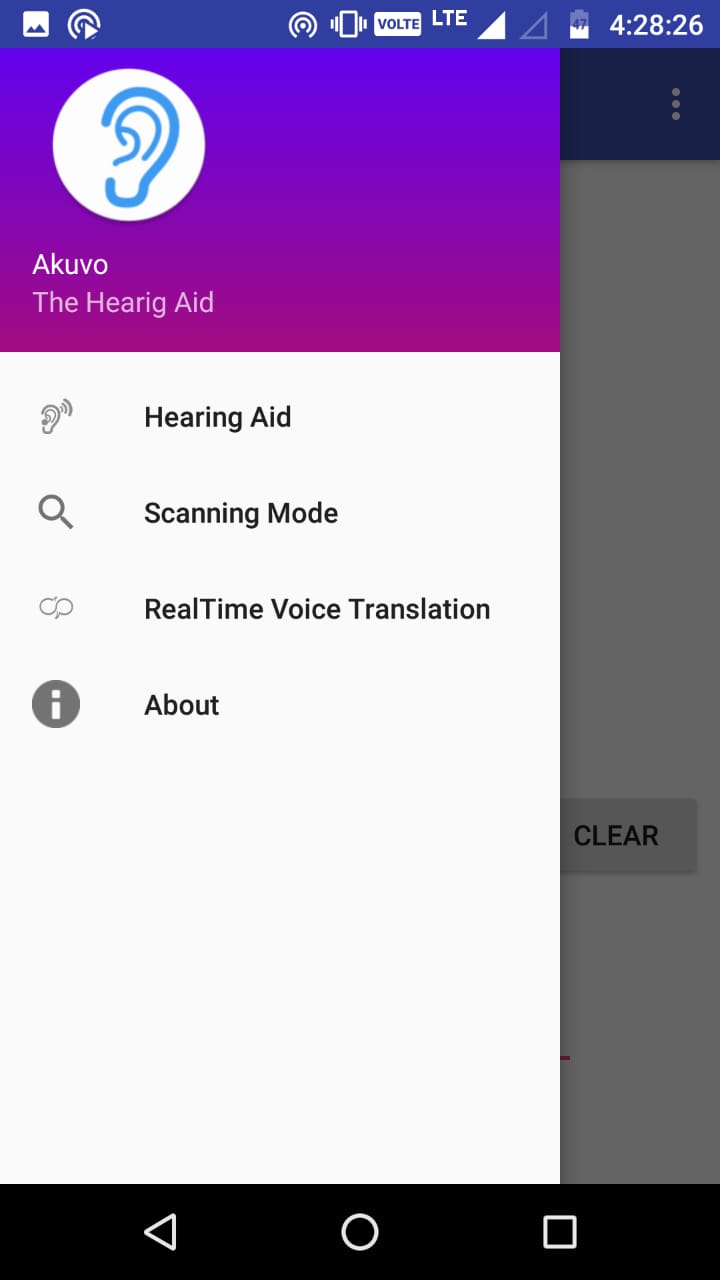 VOLTE LTE 47 4:28:26
Akuvo
The Hearig Aid
Hearing Aid
Scanning Mode
RealTime Voice Translation
About
CLEAR